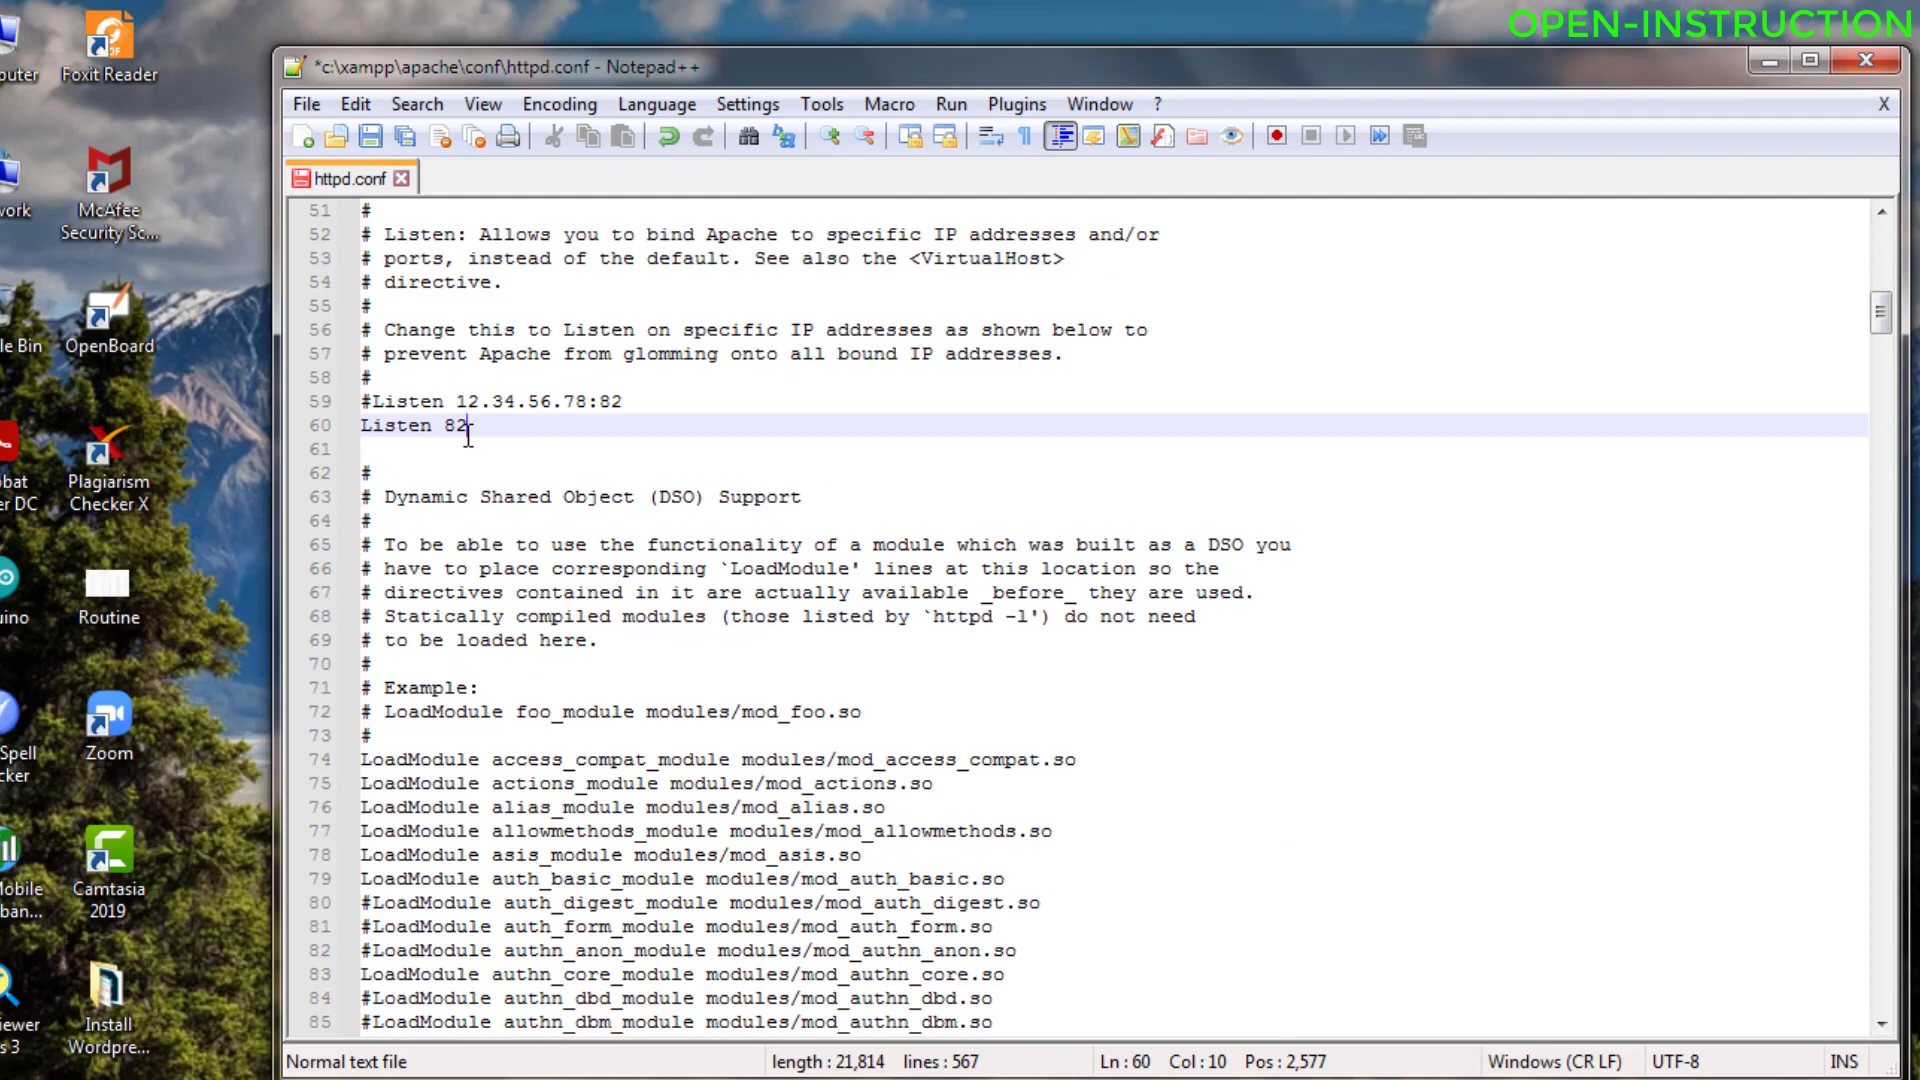 OPEN-INSTRUCTION
Foxit Reader
McAfee
Security Sc...
OpenBoard
Plagiarism
Checker X
Routine
Zoom
Camtasia
2019
Install
Wordpre...
*c:\xampp\apache\conf\httpd.conf - Notepad++
File Edit Search View Encoding Language Settings Tools Macro Run Plugins Window ? X
httpd.conf
51 #
52 # Listen: Allows you to bind Apache to specific IP addresses and/or
53 # ports, instead of the default. See also the <VirtualHost>
54 # directive.
55 #
56 # Change this to Listen on specific IP addresses as shown below to
57 # prevent Apache from glomming onto all bound IP addresses.
58 #
59 #Listen 12.34.56.78:82
60 Listen 82
61
62 #
63 # Dynamic Shared Object (DSO) Support
64 #
65 # To be able to use the functionality of a module which was built as a DSO you
66 # have to place corresponding `LoadModule' lines at this location so the
67 # directives contained in it are actually available _before_ they are used.
68 # Statically compiled modules (those listed by `httpd -l') do not need
69 # to be loaded here.
70 #
71 # Example:
72 # LoadModule foo_module modules/mod_foo.so
73 #
74 LoadModule access_compat_module modules/mod_access_compat.so
75 LoadModule actions_module modules/mod_actions.so
76 LoadModule alias_module modules/mod_alias.so
77 LoadModule allowmethods_module modules/mod_allowmethods.so
78 LoadModule asis_module modules/mod_asis.so
79 LoadModule auth_basic_module modules/mod_auth_basic.so
80 #LoadModule auth_digest_module modules/mod_auth_digest.so
81 #LoadModule auth_form_module modules/mod_auth_form.so
82 #LoadModule authn_anon_module modules/mod_authn_anon.so
83 LoadModule authn_core_module modules/mod_authn_core.so
84 #LoadModule authn_dbd_module modules/mod_authn_dbd.so
85 #LoadModule authn_dbm_module modules/mod_authn_dbm.so
Normal text file length : 21,814 lines : 567 Ln : 60 Col : 10 Pos : 2,577 Windows (CR LF) UTF-8 INS